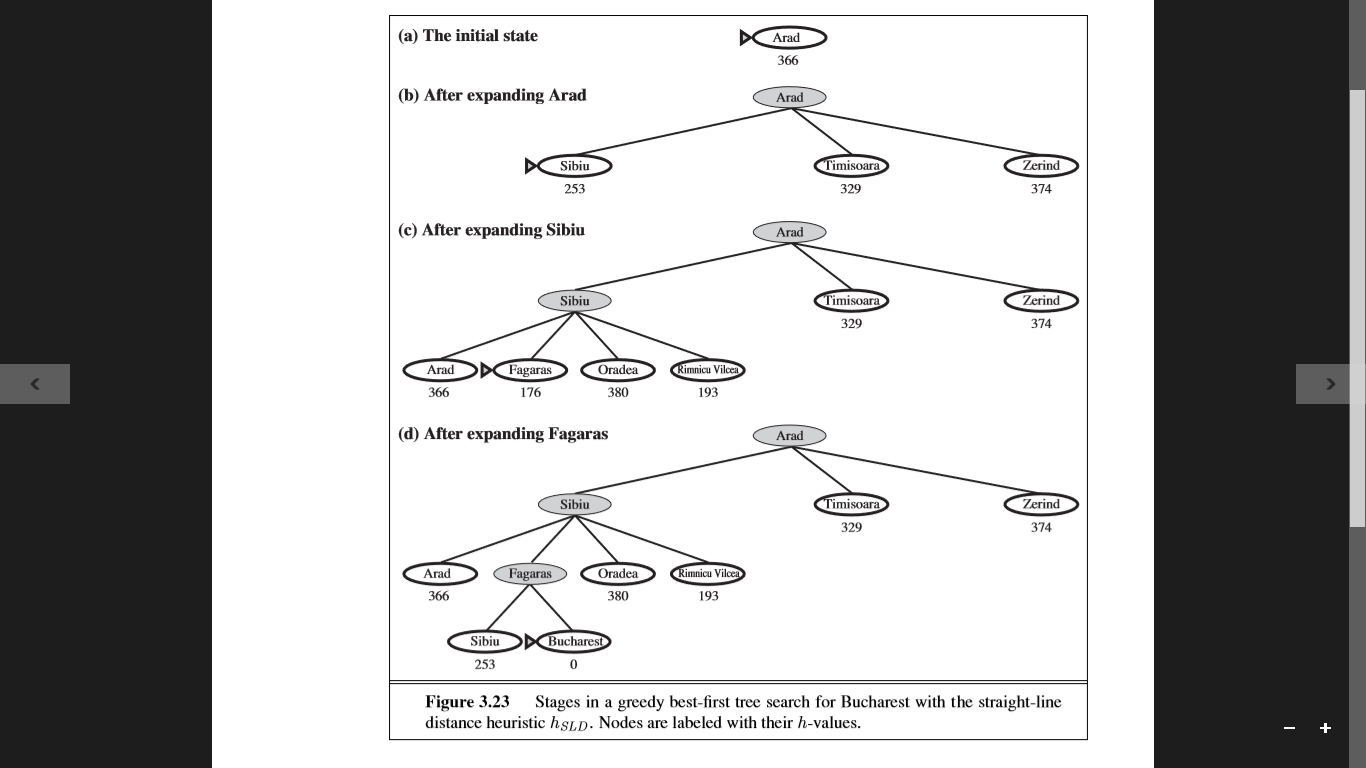 (a) The initial state
Arad
366
(b) After expanding Arad
Arad
Sibiu
Timisoara
Zerind
253
329
374
(c) After expanding Sibiu
Arad
Sibiu
Timisoara
Zerind
329
374
Arad
Fagaras
Oradea
Rimnicu Vilcea
366
176
380
193
(d) After expanding Fagaras
Arad
Sibiu
Timisoara
Zerind
329
374
Arad
Fagaras
Oradea
Rimnicu Vilcea
366
380
193
Sibiu
Bucharest
253
0
Figure 3.23 Stages in a greedy best-first tree search for Bucharest with the straight-line
distance heuristic hSLD. Nodes are labeled with their h-values.